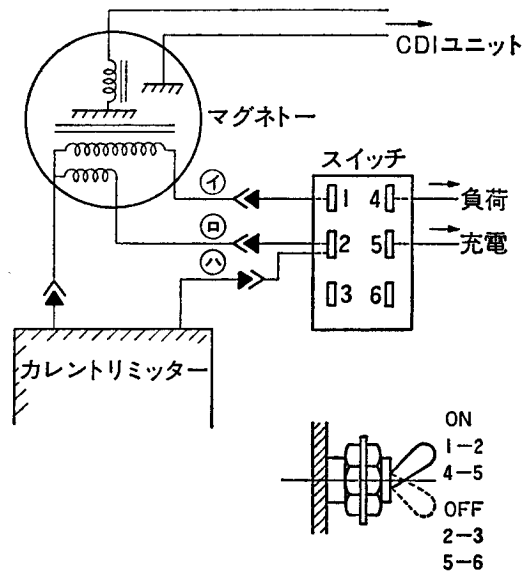 CDIユニット
マグネトー
スイッチ
イ
1 4
負荷
ロ
2 5
充電
ハ
3 6
カレントリミッター
ON
1-2
4-5
OFF
2-3
5-6